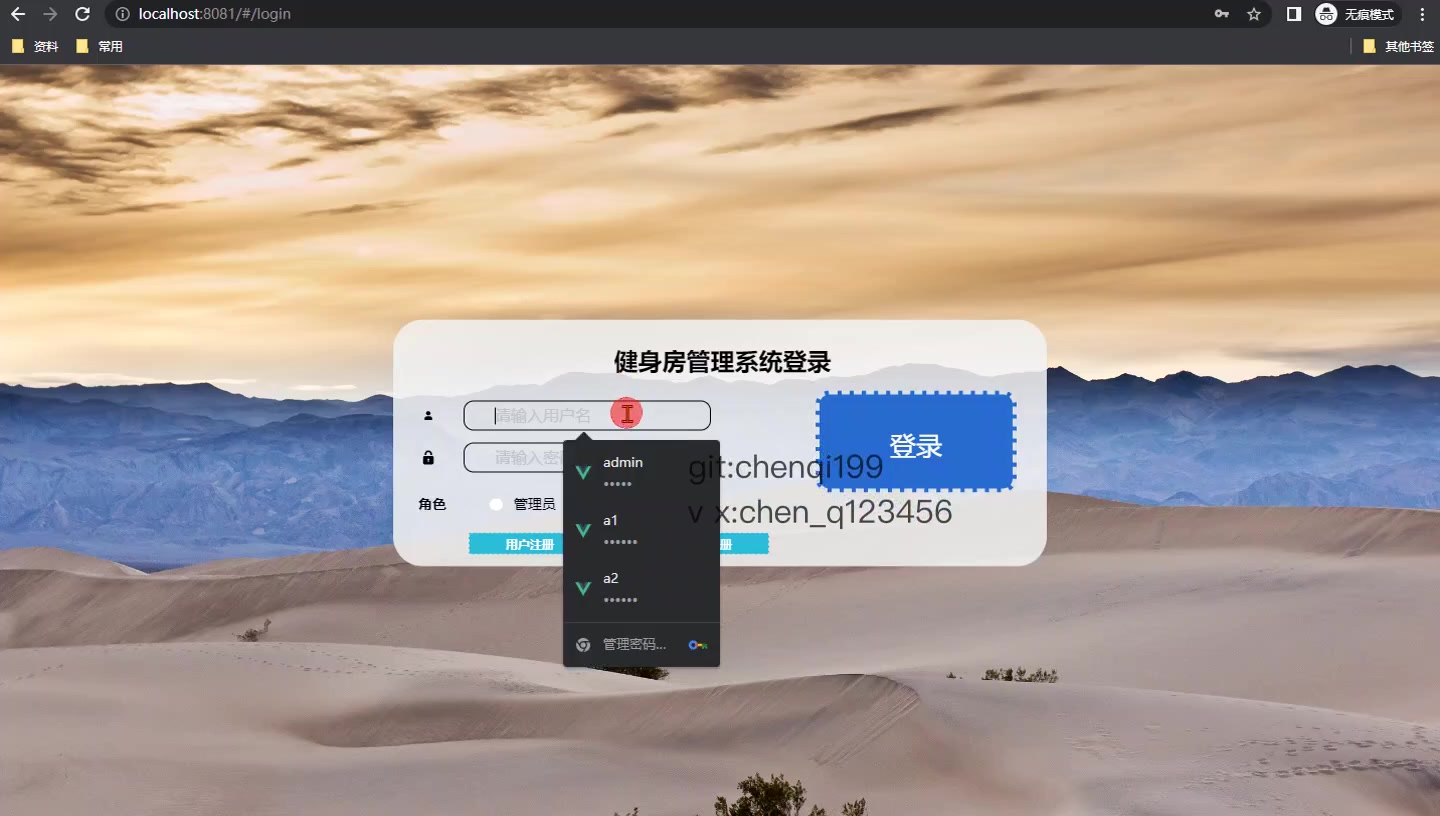 localhost:8081/#/login
无痕模式
资料
常用
其他书签
健身房管理系统登录
请输入用户名
请输入密
登录
admin
•••••
git:chenqi199
角色
管理员
a1
••••••
v x:chen_q123456
用户注册
册
a2
••••••
管理密码...